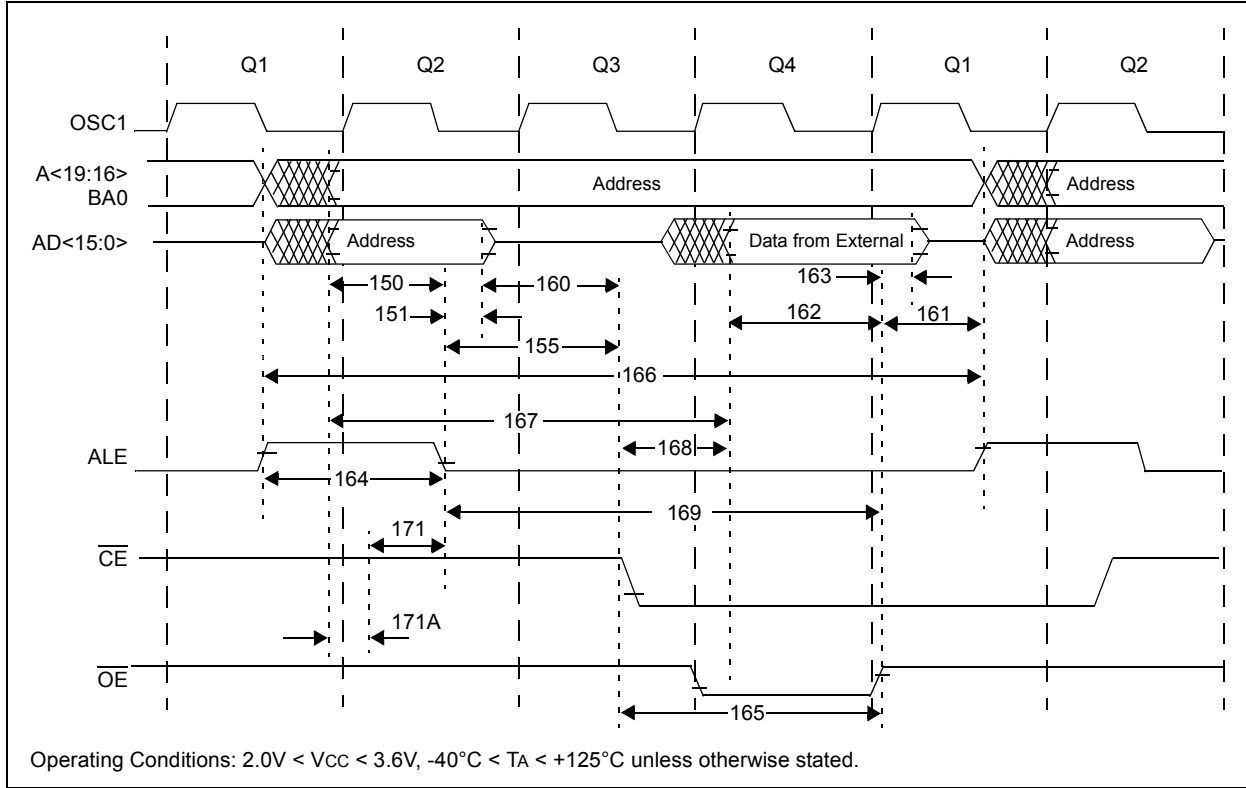 Q1 Q2 Q3 Q4 Q1 Q2
OSC1
A<19:16>
BA0
Address Address
AD<15:0>
Address Data from External Address
150 160 163
151 162 161
155
166
167
168
ALE
164
169
171
CE
171A
OE
165
Operating Conditions: 2.0V < VCC < 3.6V, -40°C < TA < +125°C unless otherwise stated.